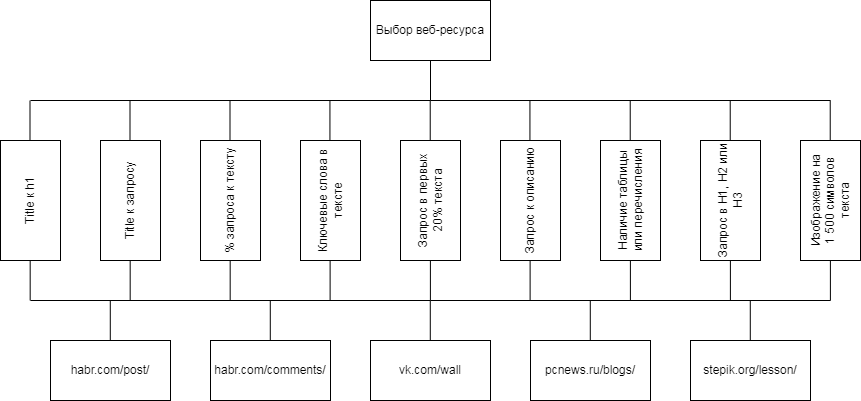 Выбор веб-ресурса
Title к h1
Title к запросу
% запроса к тексту
Ключевые слова в
тексте
Запрос в первых
20% текста
Запрос к описанию
Наличие таблицы
или перечисления
Запрос в H1, H2 или
H3
Изображение на
1 500 символов
текста
habr.com/post/
habr.com/comments/
vk.com/wall
pcnews.ru/blogs/
stepik.org/lesson/